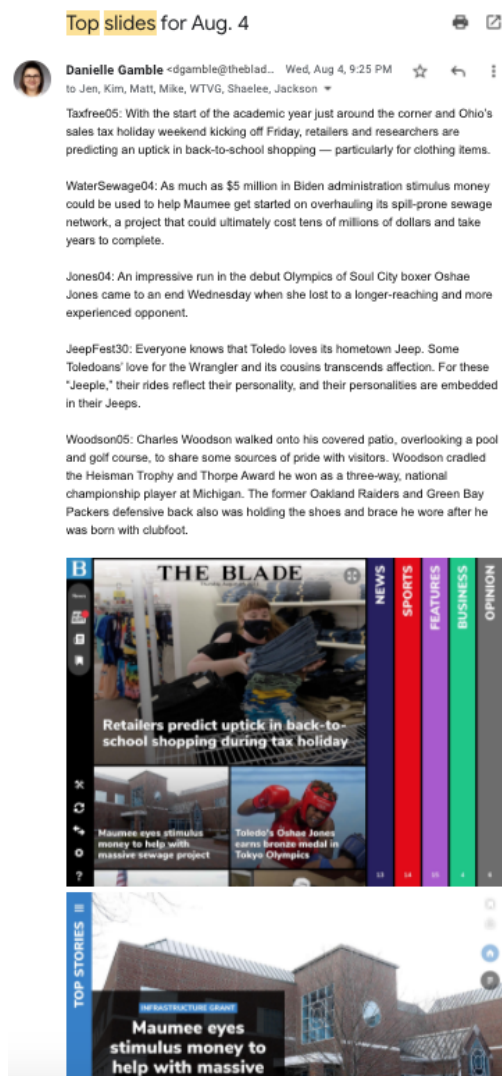 Top slides for Aug. 4
Danielle Gamble <dgamble@theblad... Wed, Aug 4, 9:25 PM
to Jen, Kim, Matt, Mike, WTVG, Shaelee, Jackson
Taxfree05: With the start of the academic year just around the corner and Ohio's
sales tax holiday weekend kicking off Friday, retailers and researchers are
predicting an uptick in back-to-school shopping — particularly for clothing items.
WaterSewage04: As much as $5 million in Biden administration stimulus money
could be used to help Maumee get started on overhauling its spill-prone sewage
network, a project that could ultimately cost tens of millions of dollars and take
years to complete.
Jones04: An impressive run in the debut Olympics of Soul City boxer Oshae
Jones came to an end Wednesday when she lost to a longer-reaching and more
experienced opponent.
JeepFest30: Everyone knows that Toledo loves its hometown Jeep. Some
Toledoans' love for the Wrangler and its cousins transcends affection. For these
"Jeeple," their rides reflect their personality, and their personalities are embedded
in their Jeeps.
Woodson05: Charles Woodson walked onto his covered patio, overlooking a pool
and golf course, to share some sources of pride with visitors. Woodson cradled
the Heisman Trophy and Thorpe Award he won as a three-way, national
championship player at Michigan. The former Oakland Raiders and Green Bay
Packers defensive back also was holding the shoes and brace he wore after he
was born with clubfoot.
B
THE BLADE
News
Retailers predict uptick in back-to-
school shopping during tax holiday
Maumee eyes stimulus
money to help with
massive sewage project
Toledo's Oshae Jones
earns bronze medal in
Tokyo Olympics
?
NEWS
SPORTS
FEATURES
BUSINESS
OPINION
13
14
15
4
TOP STORIES
INFRASTRUCTURE GRANT
Maumee eyes
stimulus money to
help with massive